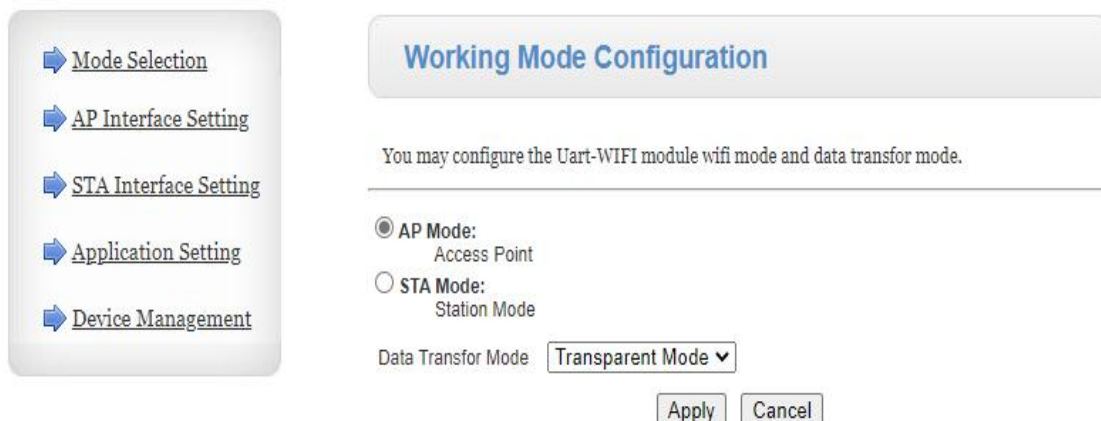 Mode Selection
AP Interface Setting
STA Interface Setting
Application Setting
Device Management
Working Mode Configuration
You may configure the Uart-WIFI module wifi mode and data transfor mode.
AP Mode:
Access Point
STA Mode:
Station Mode
Data Transfor Mode Transparent Mode
Apply Cancel